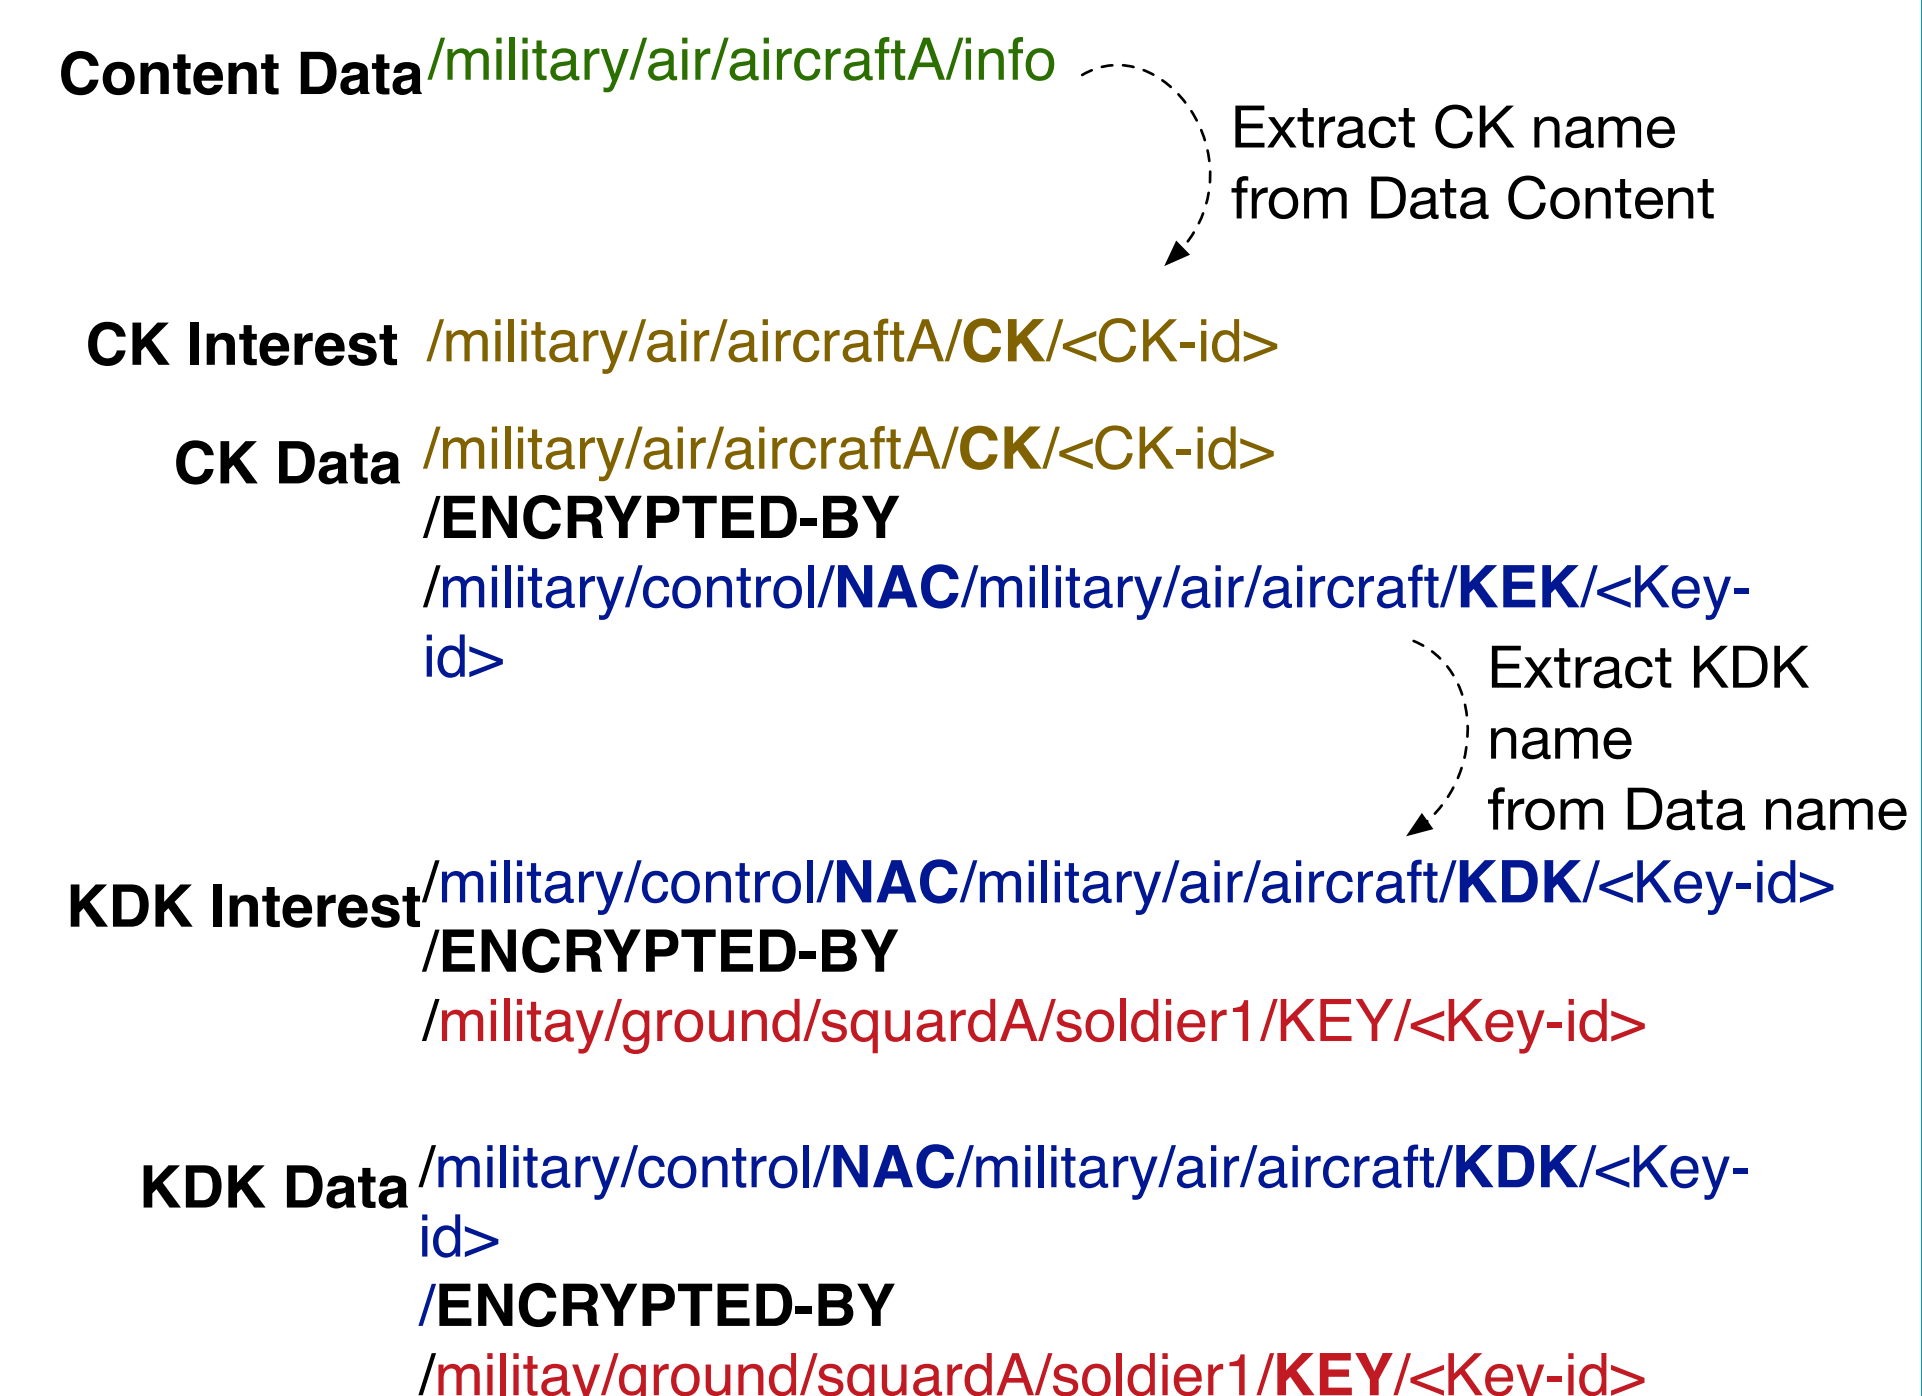 Content Data /military/air/aircraftA/info
Extract CK name
from Data Content
CK Interest /military/air/aircraftA/CK/<CK-id>
CK Data /military/air/aircraftA/CK/<CK-id>
/ENCRYPTED-BY
/military/control/NAC/military/air/aircraft/KEK/<Key-
id>
Extract KDK
name
from Data name
KDK Interest /military/control/NAC/military/air/aircraft/KDK/<Key-id>
/ENCRYPTED-BY
/militay/ground/squardA/soldier1/KEY/<Key-id>
KDK Data /military/control/NAC/military/air/aircraft/KDK/<Key-
id>
/ENCRYPTED-BY
/militay/ground/squardA/soldier1/KEY/<Key-id>